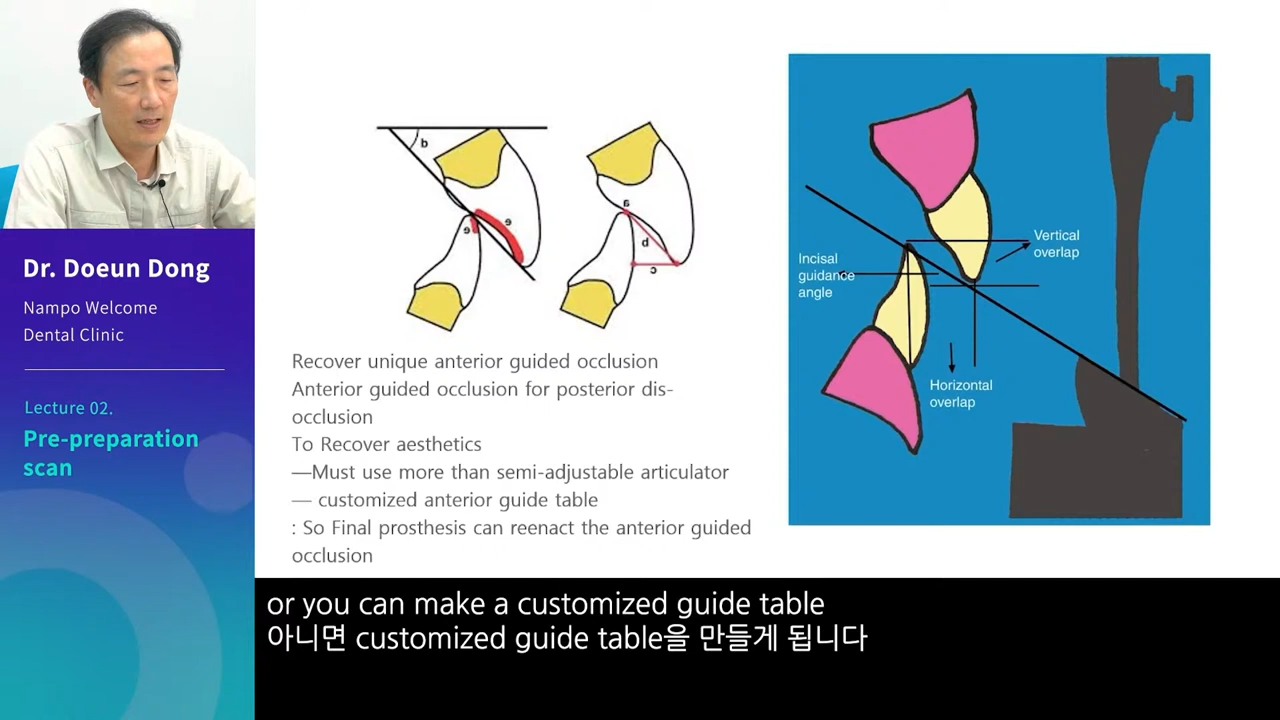 Dr. Doeun Dong
Nampo Welcome
Dental Clinic
Lecture 02.
Pre-preparation
scan
d
e
e
a
b
c
Recover unique anterior guided occlusion
Anterior guided occlusion for posterior dis-
occlusion
To Recover aesthetics
—Must use more than semi-adjustable articulator
— customized anterior guide table
: So Final prosthesis can reenact the anterior guided
occlusion
Vertical
overlap
Incisal
guidance
angle
Horizontal
overlap
or you can make a customized guide table
아니면 customized guide table을 만들게 됩니다